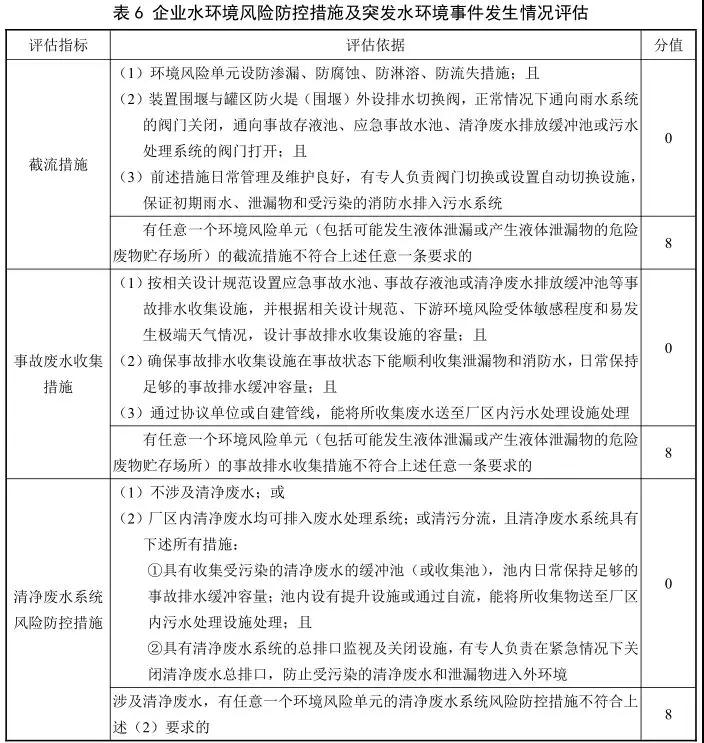 表 6 企业水环境风险防控措施及突发水环境事件发生情况评估
评估指标 评估依据 分值
截流措施
（1）环境风险单元设防渗漏、防腐蚀、防淋溶、防流失措施；且
（2）装置围堰与罐区防火堤（围堰）外设排水切换阀，正常情况下通向雨水系统
的阀门关闭，通向事故存液池、应急事故水池、清净废水排放缓冲池或污水
处理系统的阀门打开；且
（3）前述措施日常管理及维护良好，有专人负责阀门切换或设置自动切换设施，
保证初期雨水、泄漏物和受污染的消防水排入污水系统
0
有任意一个环境风险单元（包括可能发生液体泄漏或产生液体泄漏物的危险
废物贮存场所）的截流措施不符合上述任意一条要求的
8
事故废水收集
措施
（1）按相关设计规范设置应急事故水池、事故存液池或清净废水排放缓冲池等事
故排水收集设施，并根据相关设计规范、下游环境风险受体敏感程度和易发
生极端天气情况，设计事故排水收集设施的容量；且
（2）确保事故排水收集设施在事故状态下能顺利收集泄漏物和消防水，日常保持
足够的事故排水缓冲容量；且
（3）通过协议单位或自建管线，能将所收集废水送至厂区内污水处理设施处理
0
有任意一个环境风险单元（包括可能发生液体泄漏或产生液体泄漏物的危险
废物贮存场所）的事故排水收集措施不符合上述任意一条要求的
8
清净废水系统
风险防控措施
（1）不涉及清净废水；或
（2）厂区内清净废水均可排入废水处理系统；或清污分流，且清净废水系统具有
下述所有措施：
①具有收集受污染的清净废水的缓冲池（或收集池），池内日常保持足够的
事故排水缓冲容量；池内设有提升设施或通过自流，能将所收集物送至厂区
内污水处理设施处理；且
②具有清净废水系统的总排口监视及关闭设施，有专人负责在紧急情况下关
闭清净废水总排口，防止受污染的清净废水和泄漏物进入外环境
0
涉及清净废水，有任意一个环境风险单元的清净废水系统风险防控措施不符合上
述（2）要求的
8